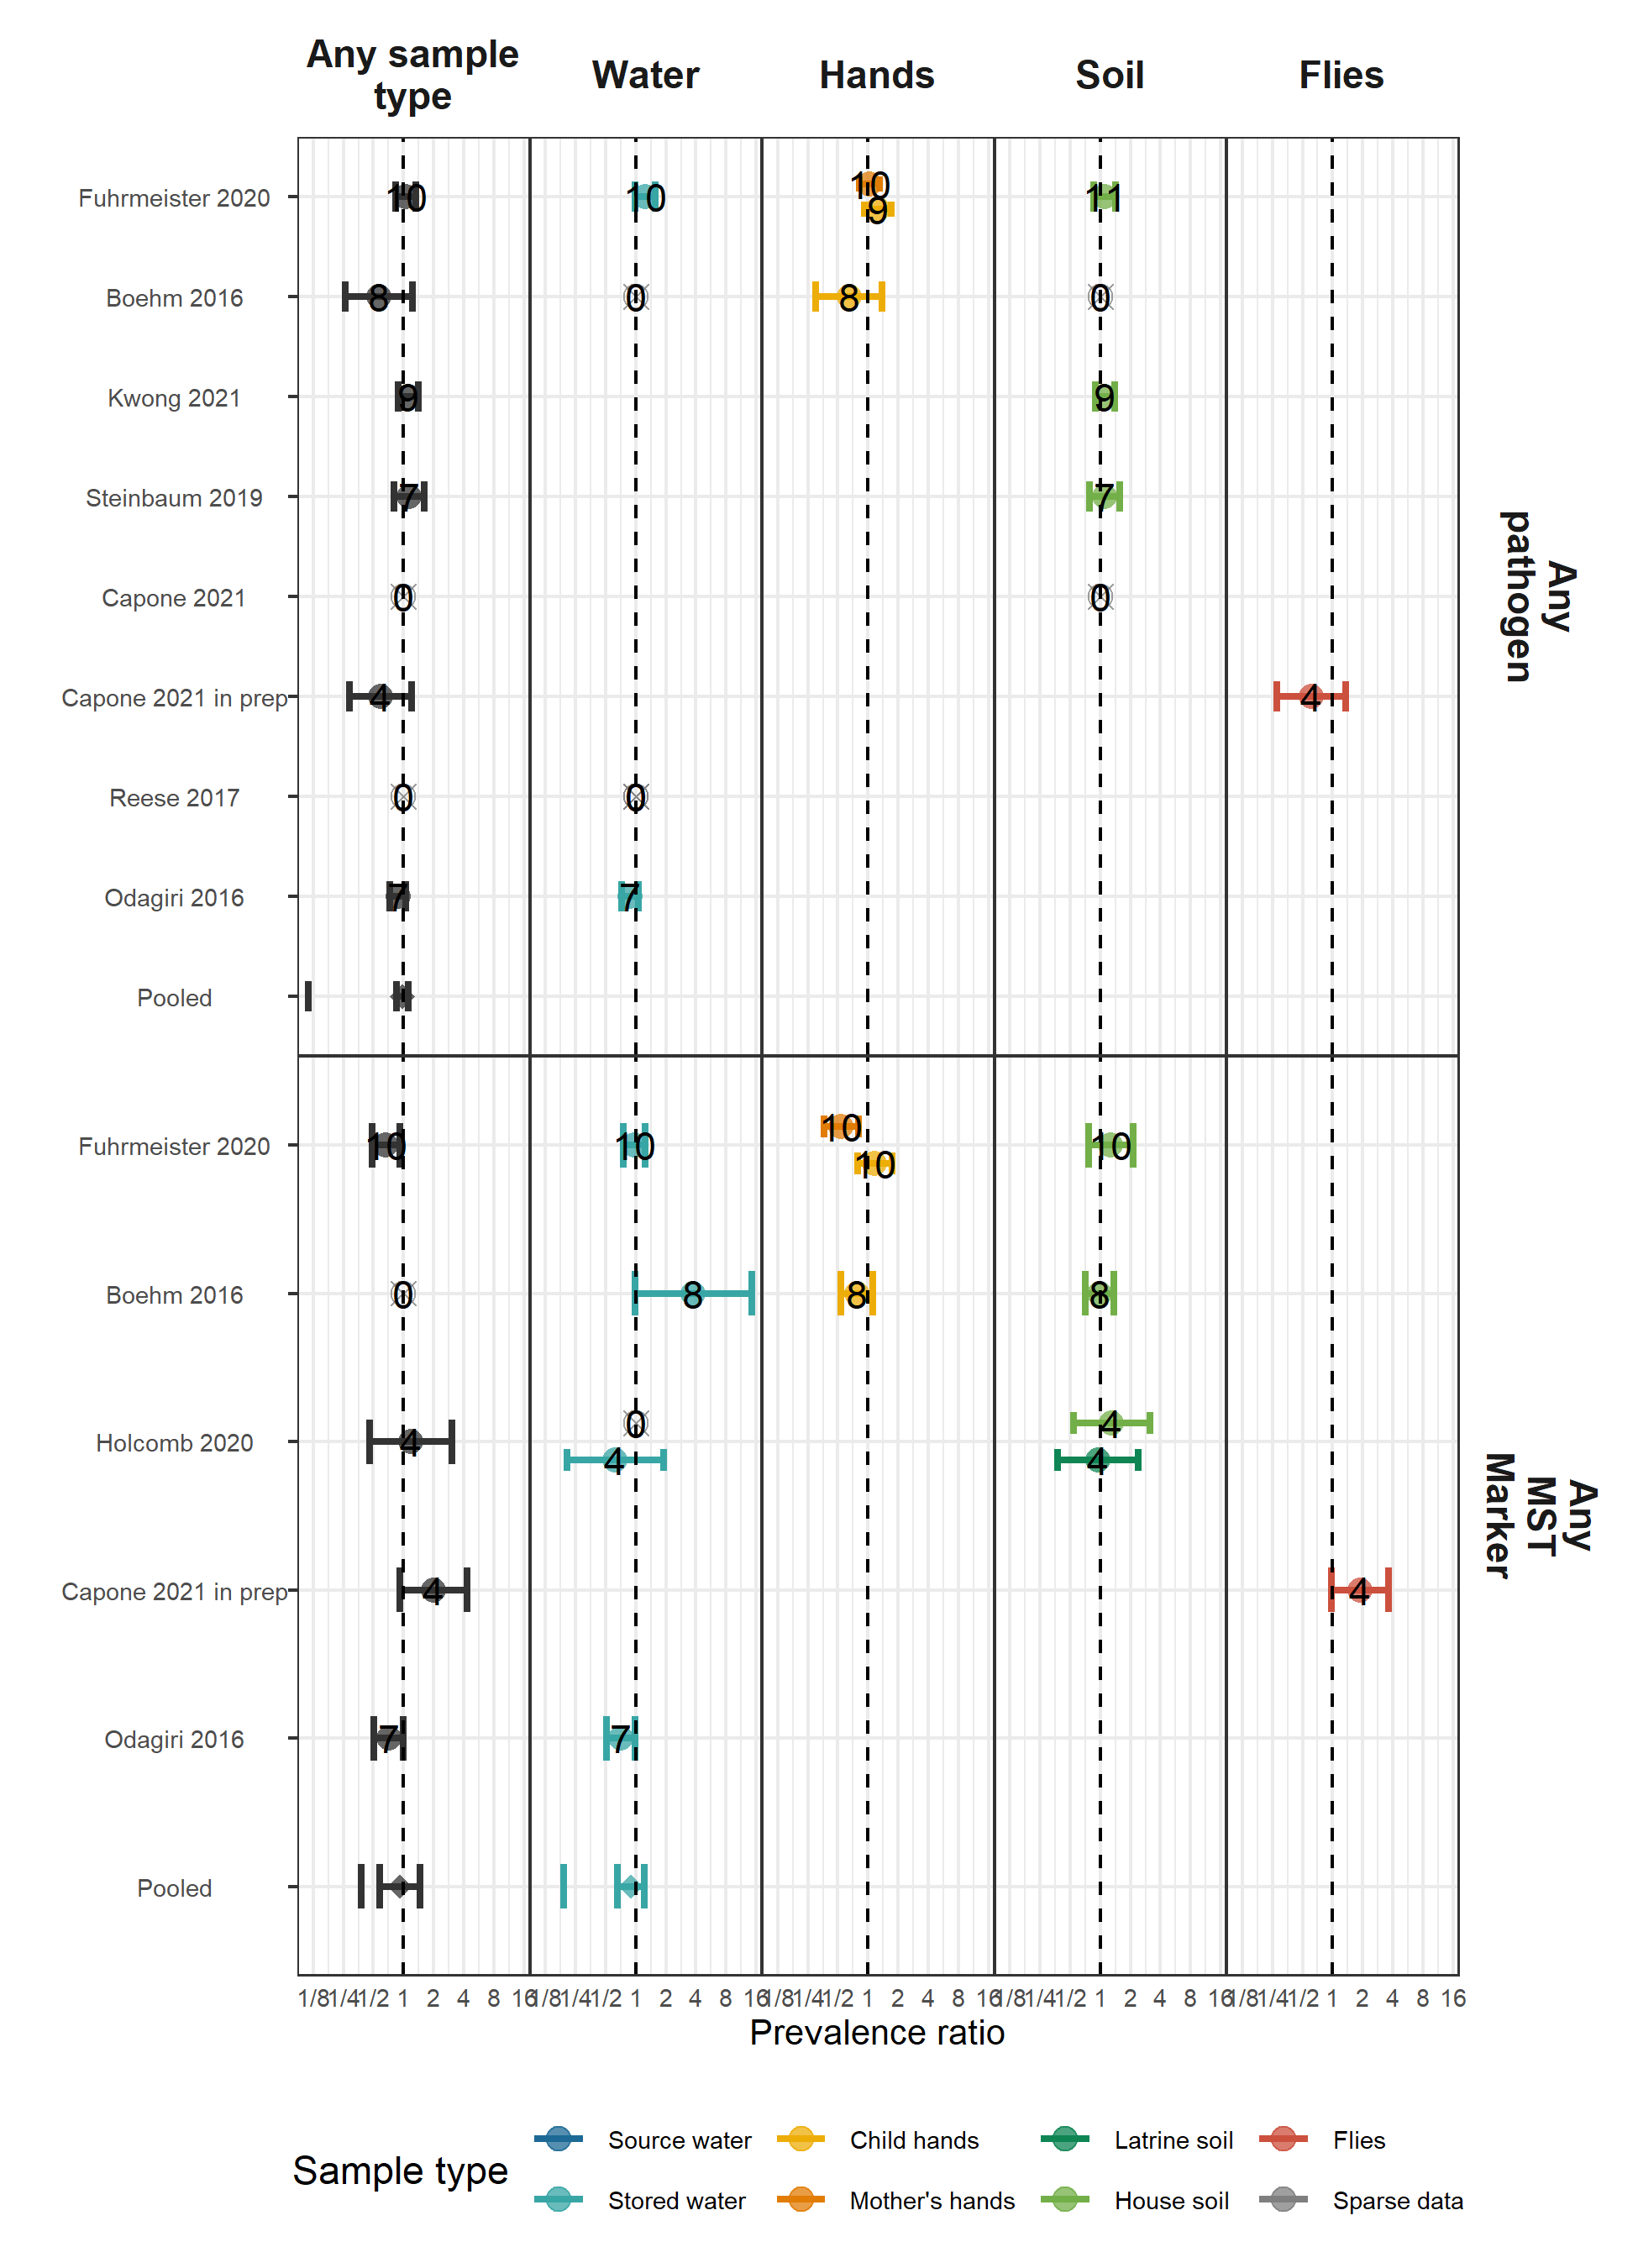 Any sample
type
Water
Hands
Soil
Flies
Fuhrmeister 2020
10
10
10
9
11
Boehm 2016
8
0
8
0
Kwong 2021
9
9
Steinbaum 2019
7
7
Capone 2021
0
0
Capone 2021 in prep
4
4
Reese 2017
0
0
Odagiri 2016
7
7
Pooled
Any
pathogen
Fuhrmeister 2020
10
10
10
10
10
Boehm 2016
0
8
8
8
Holcomb 2020
4
0
4
4
4
Capone 2021 in prep
4
4
Odagiri 2016
7
7
Pooled
Any
MST
Marker
1/8 1/4 1/2 1 2 4 8 16 1/8 1/4 1/2 1 2 4 8 16 1/8 1/4 1/2 1 2 4 8 16 1/8 1/4 1/2 1 2 4 8 16 1/8 1/4 1/2 1 2 4 8 16
Prevalence ratio
Sample type
Source water
Child hands
Latrine soil
Flies
Stored water
Mother's hands
House soil
Sparse data